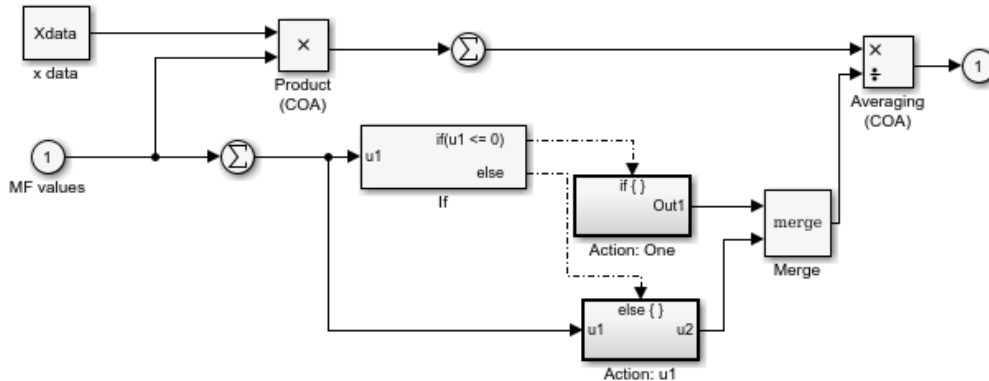 Xdata
x data
×
Product
(COA)
Σ
×
÷
Averaging
(COA)
1
1
MF values
Σ
u1
if(u1 <= 0)
else
If
if { }
Out1
Action: One
merge
Merge
else { }
u1
u2
Action: u1